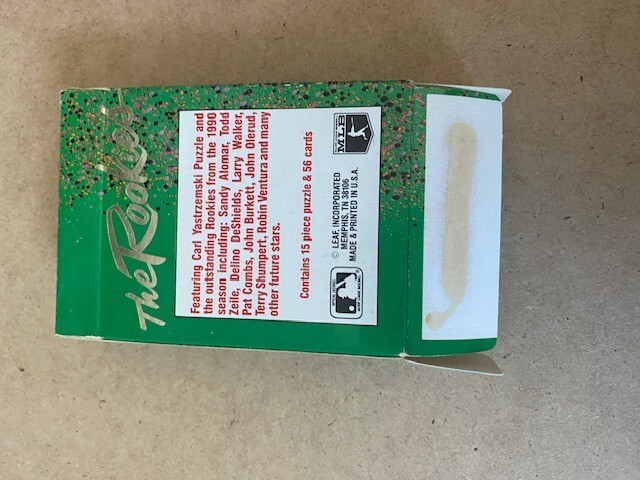 The Rookies
Featuring Carl Yastrzemski Puzzle and
the outstanding Rookies from the 1990
season including: Sandy Alomar, Todd
Zeile, Delino DeShields, Larry Walker,
Pat Combs, John Burkett, John Olerud,
Terry Shumpert, Robin Ventura and many
other future stars.
Contains 15 piece puzzle & 56 cards
© LEAF, INCORPORATED
MEMPHIS, TN 38106
MADE & PRINTED IN U.S.A.